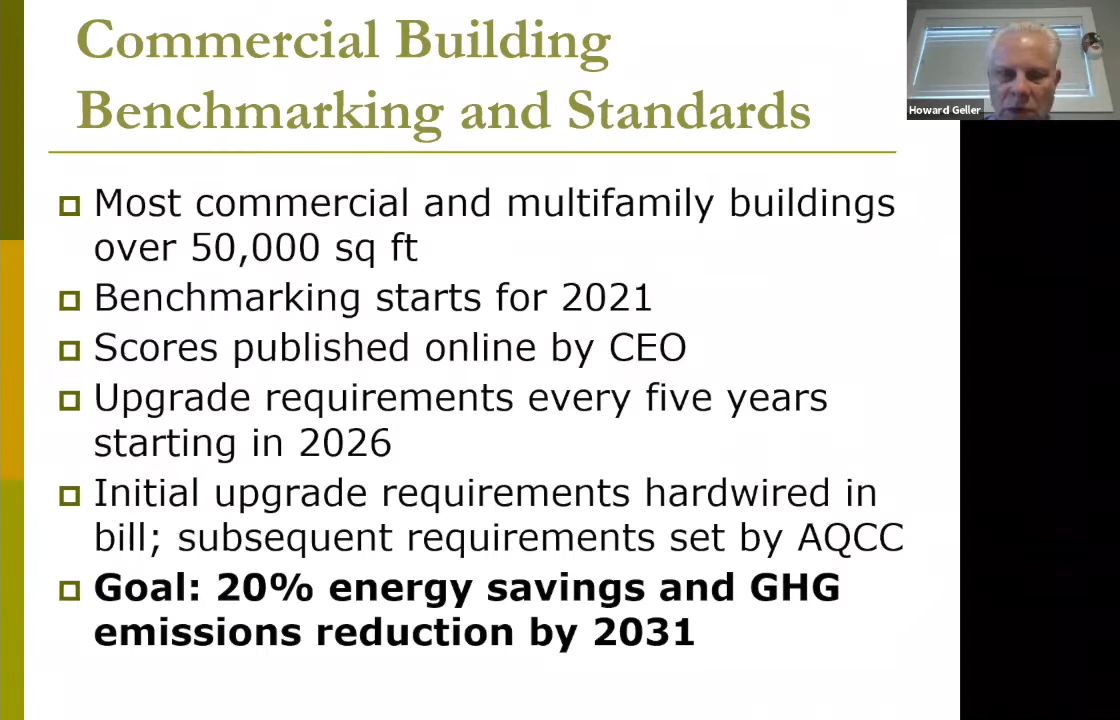 Commercial Building
Benchmarking and Standards
Howard Geller
Most commercial and multifamily buildings
over 50,000 sq ft
Benchmarking starts for 2021
Scores published online by CEO
Upgrade requirements every five years
starting in 2026
Initial upgrade requirements hardwired in
bill; subsequent requirements set by AQCC
Goal: 20% energy savings and GHG
emissions reduction by 2031